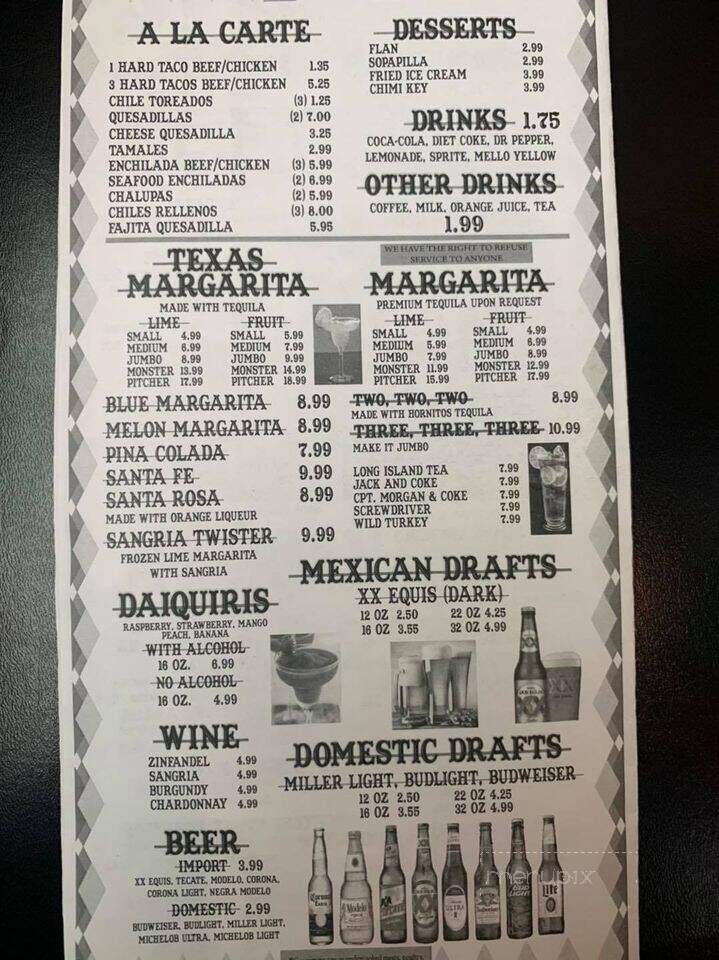 A LA CARTE
1 HARD TACO BEEF/CHICKEN 1.35
3 HARD TACOS BEEF/CHICKEN 5.25
CHILE TOREADOS (3) 1.25
QUESADILLAS (2) 7.00
CHEESE QUESADILLA 3.25
TAMALES 2.99
ENCHILADA BEEF/CHICKEN (3) 5.99
SEAFOOD ENCHILADAS (2) 6.99
CHALUPAS (2) 5.99
CHILES RELLENOS (3) 8.00
FAJITA QUESADILLA 5.95
DESSERTS
FLAN 2.99
SOPAPILLA 2.99
FRIED ICE CREAM 3.99
CHIMI KEY 3.99
DRINKS 1.75
COCA-COLA, DIET COKE, DR PEPPER,
LEMONADE, SPRITE, MELLO YELLOW
OTHER DRINKS
COFFEE, MILK, ORANGE JUICE, TEA
1.99
WE HAVE THE RIGHT TO REFUSE
SERVICE TO ANYONE
TEXAS
MARGARITA
MADE WITH TEQUILA
LIME FRUIT
SMALL 4.99 SMALL 5.99
MEDIUM 6.99 MEDIUM 7.99
JUMBO 8.99 JUMBO 9.99
MONSTER 13.99 MONSTER 14.99
PITCHER 17.99 PITCHER 18.99
MARGARITA
PREMIUM TEQUILA UPON REQUEST
LIME FRUIT
SMALL 4.99 SMALL 4.99
MEDIUM 5.99 MEDIUM 6.99
JUMBO 7.99 JUMBO 8.99
MONSTER 11.99 MONSTER 12.99
PITCHER 15.99 PITCHER 17.99
BLUE MARGARITA 8.99
MELON MARGARITA 8.99
PINA COLADA 7.99
SANTA FE 9.99
SANTA ROSA 8.99
MADE WITH ORANGE LIQUEUR
SANGRIA TWISTER 9.99
FROZEN LIME MARGARITA
WITH SANGRIA
TWO, TWO, TWO 8.99
MADE WITH HORNITOS TEQUILA
THREE, THREE, THREE 10.99
MAKE IT JUMBO
LONG ISLAND TEA 7.99
JACK AND COKE 7.99
CPT. MORGAN & COKE 7.99
SCREWDRIVER 7.99
WILD TURKEY 7.99
MEXICAN DRAFTS
XX EQUIS (DARK)
12 OZ 2.50 22 OZ 4.25
16 OZ 3.55 32 OZ 4.99
DAIQUIRIS
RASPBERRY, STRAWBERRY, MANGO
PEACH, BANANA
WITH ALCOHOL
16 OZ. 6.99
NO ALCOHOL
16 OZ. 4.99
WINE
ZINFANDEL 4.99
SANGRIA 4.99
BURGUNDY 4.99
CHARDONNAY 4.99
DOMESTIC DRAFTS
MILLER LIGHT, BUDLIGHT, BUDWEISER
12 OZ 2.50 22 OZ 4.25
16 OZ 3.55 32 OZ 4.99
BEER
IMPORT 3.99
XX EQUIS, TECATE, MODELO, CORONA,
CORONA LIGHT, NEGRA MODELO
DOMESTIC 2.99
BUDWEISER, BUDLIGHT, MILLER LIGHT,
MICHELOB ULTRA, MICHELOB LIGHT
Corona
Modelo
ULTRA
Budweiser
BUD
LIGHT
Lite
menupix